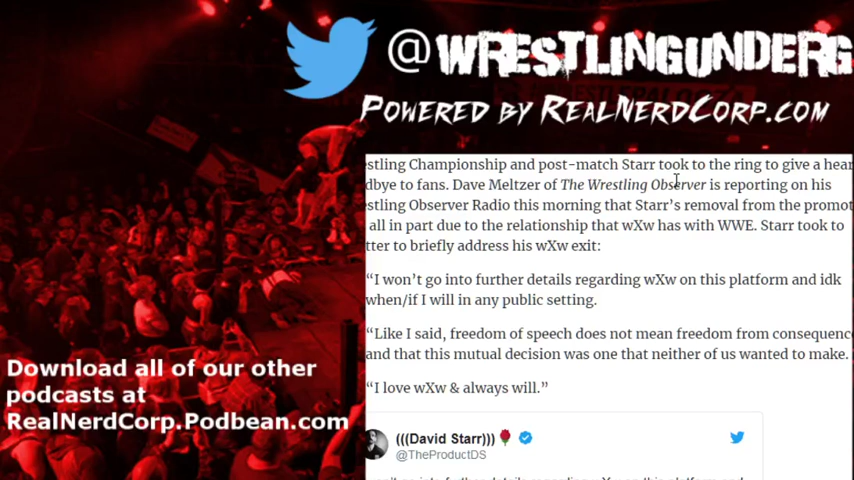 @WRESTLINGUNDERG
POWERED BY REALNERDCORP.COM
estling Championship and post-match Starr took to the ring to give a hear
dbye to fans. Dave Meltzer of The Wrestling Observer is reporting on his
estling Observer Radio this morning that Starr's removal from the promot
all in part due to the relationship that wXw has with WWE. Starr took to
tter to briefly address his wXw exit:
“I won't go into further details regarding wXw on this platform and idk
when/if I will in any public setting.
“Like I said, freedom of speech does not mean freedom from consequenc
and that this mutual decision was one that neither of us wanted to make.
“I love wXw & always will.”
Download all of our other
podcasts at
RealNerdCorp.Podbean.com
(((David Starr)))🌹
@TheProductDS